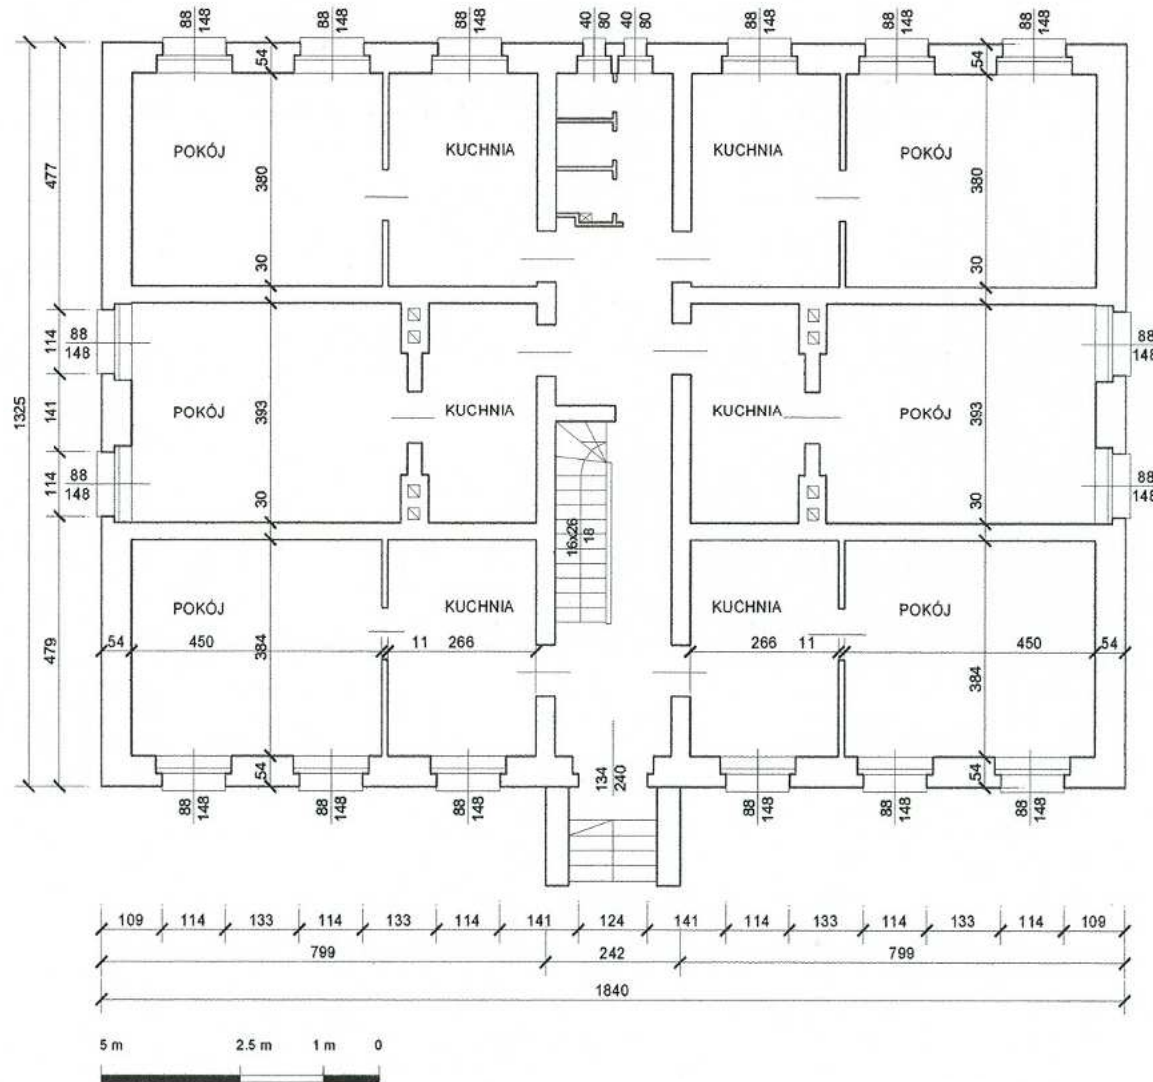 88 148 88 148 88 148 40 80 40 80 88 148 88 148 88 148
54 54
POKÓJ KUCHNIA KUCHNIA POKÓJ
477 380 380
30 30
114 88 148 88 148
1325 141 POKÓJ 393 KUCHNIA KUCHNIA 393 POKÓJ
114 88 148 88 148
30 16x26 18 30
POKÓJ KUCHNIA KUCHNIA POKÓJ
479 54 450 384 11 266 266 11 384 450 54
54 134 240 54
88 148 88 148 88 148 88 148 88 148 88 148
109 114 133 114 133 114 141 124 141 114 133 114 133 114 109
799 242 799
1840
5 m 2.5 m 1 m 0